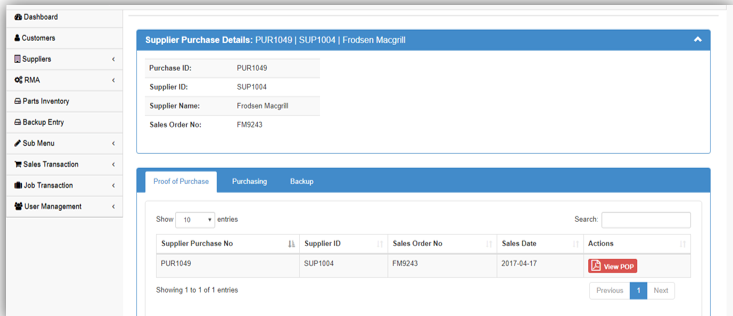 Dashboard
Customers
Suppliers
RMA
Parts Inventory
Backup Entry
Sub Menu
Sales Transaction
Job Transaction
User Management
Supplier Purchase Details: PUR1049 | SUP1004 | Frodsen Macgrill
Purchase ID: PUR1049
Supplier ID: SUP1004
Supplier Name: Frodsen Macgrill
Sales Order No: FM9243
Proof of Purchase Purchasing Backup
Show 10 entries Search:
Supplier Purchase No Supplier ID Sales Order No Sales Date Actions
PUR1049 SUP1004 FM9243 2017-04-17 View POP
Showing 1 to 1 of 1 entries Previous 1 Next